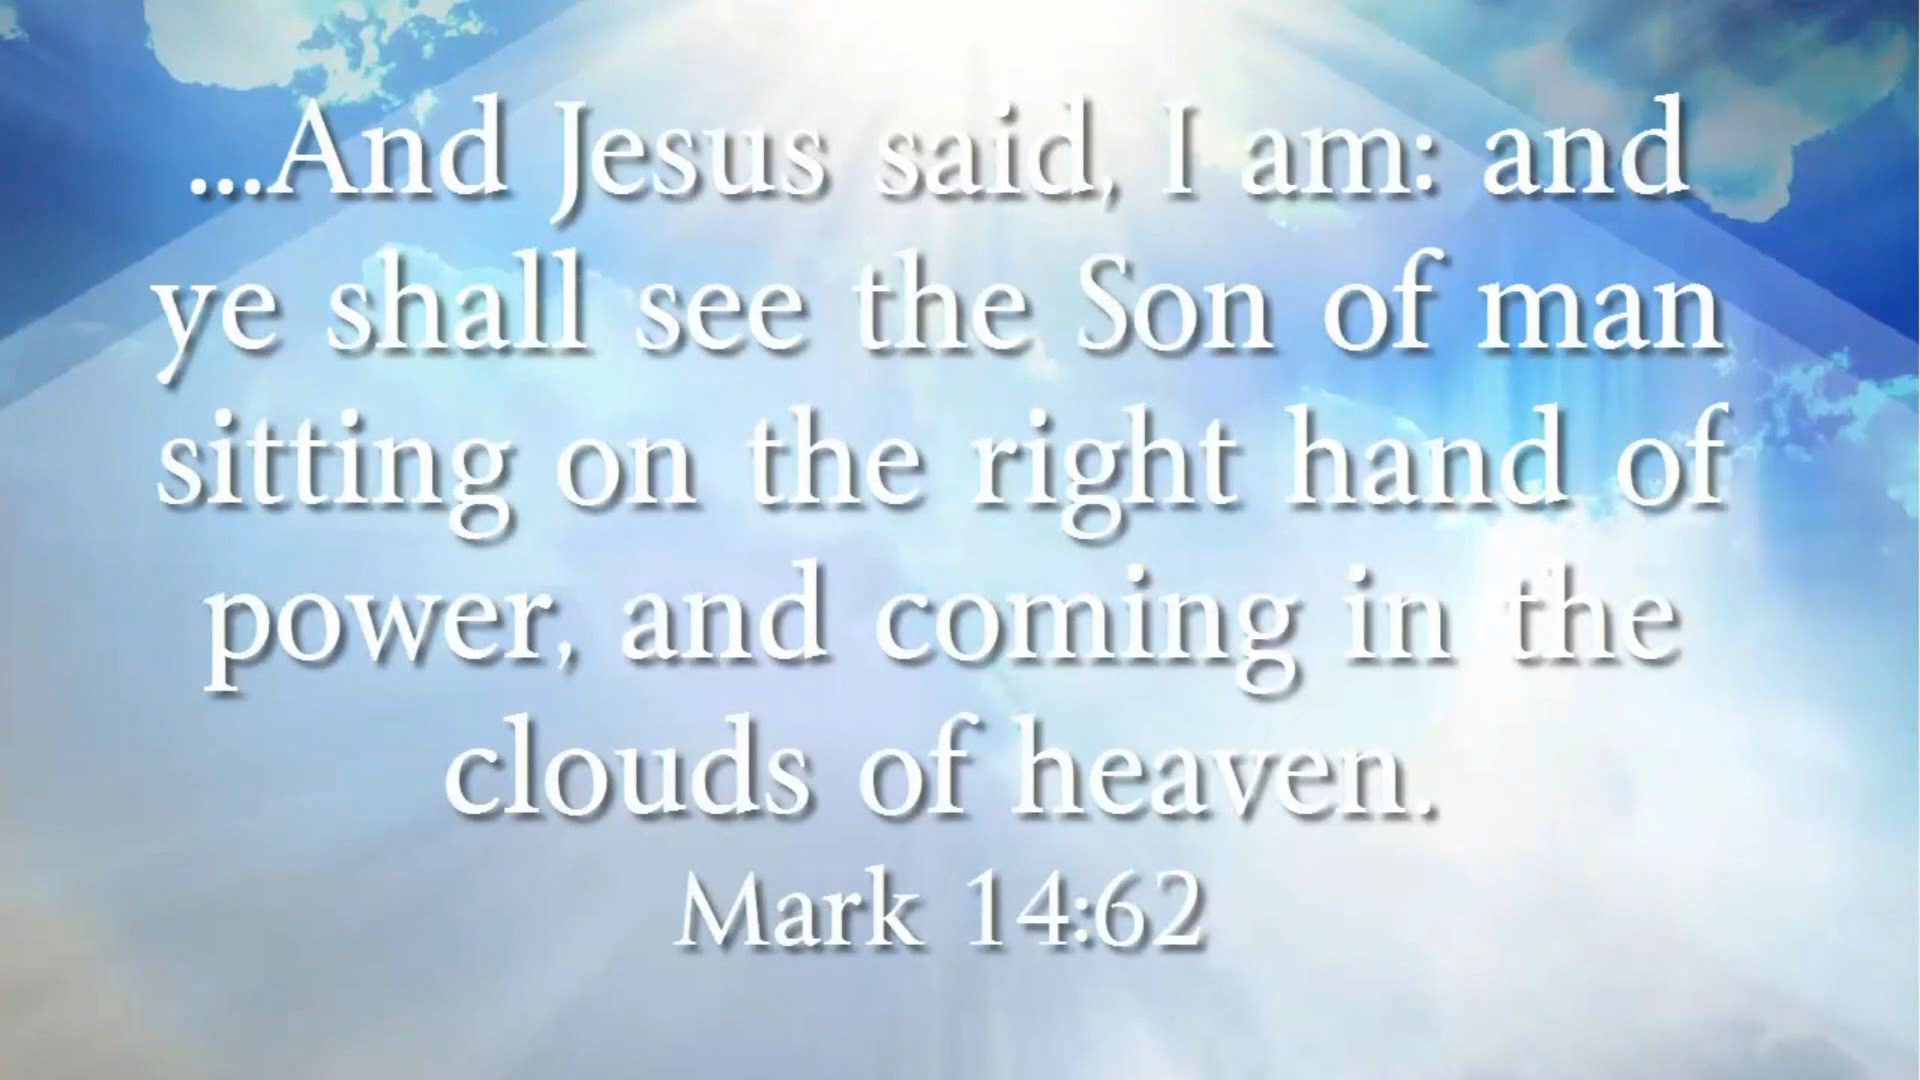 ...And Jesus said, I am: and
ye shall see the Son of man
sitting on the right hand of
power, and coming in the
clouds of heaven.
Mark 14:62